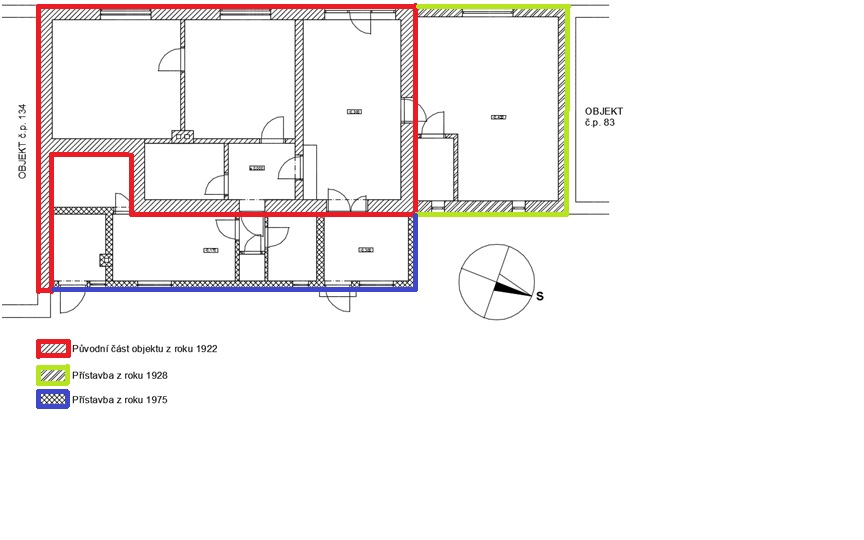 OBJEKT č.p. 134
OBJEKT
č.p. 83
S
Původní část objektu z roku 1922
Přístavba z roku 1928
Přístavba z roku 1975